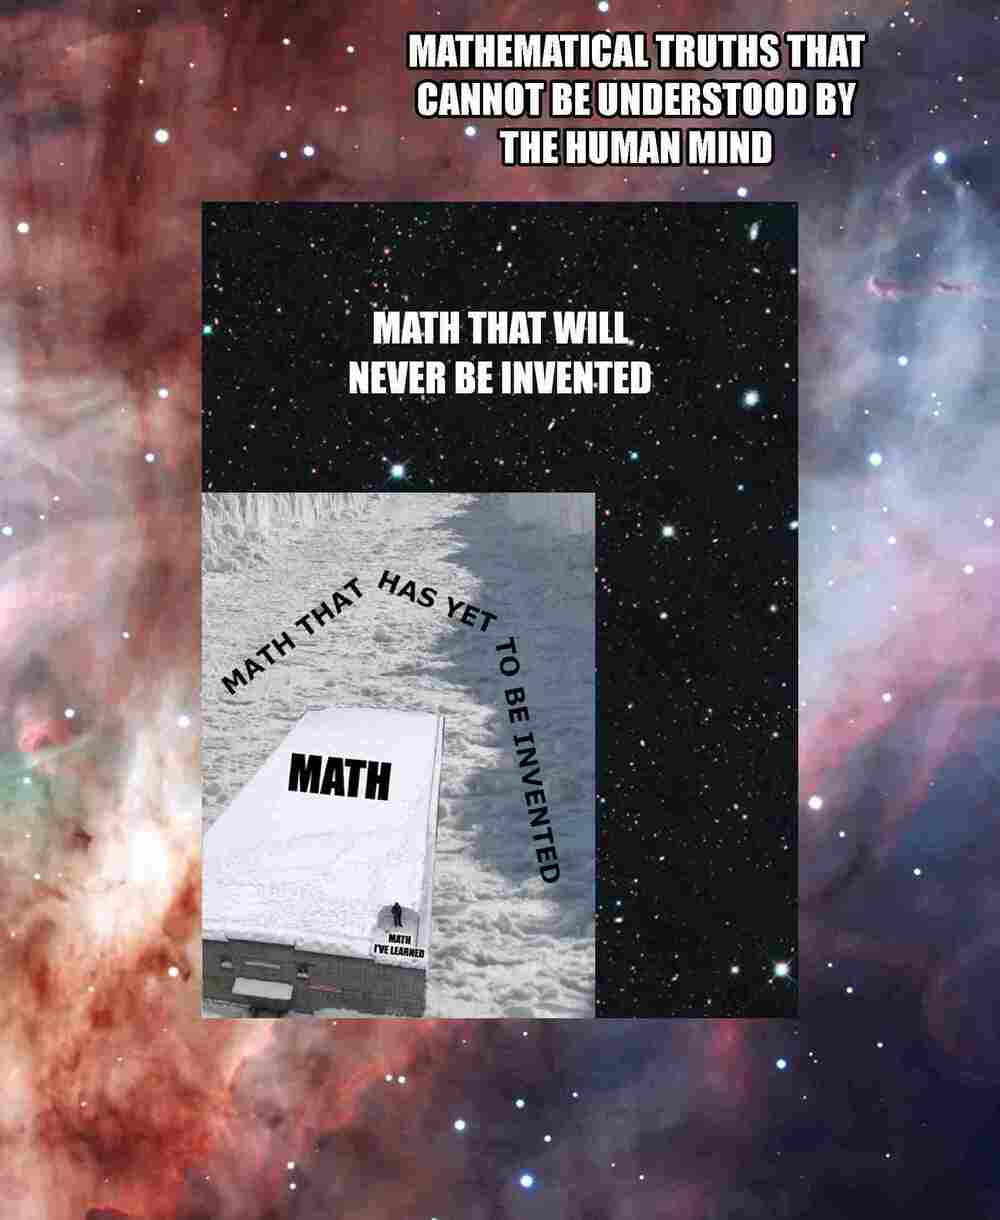 MATHEMATICAL TRUTHS THAT
CANNOT BE UNDERSTOOD BY
THE HUMAN MIND
MATH THAT WILL
NEVER BE INVENTED
MATH THAT HAS YET TO BE INVENTED
MATH
MATH
I'VE LEARNED